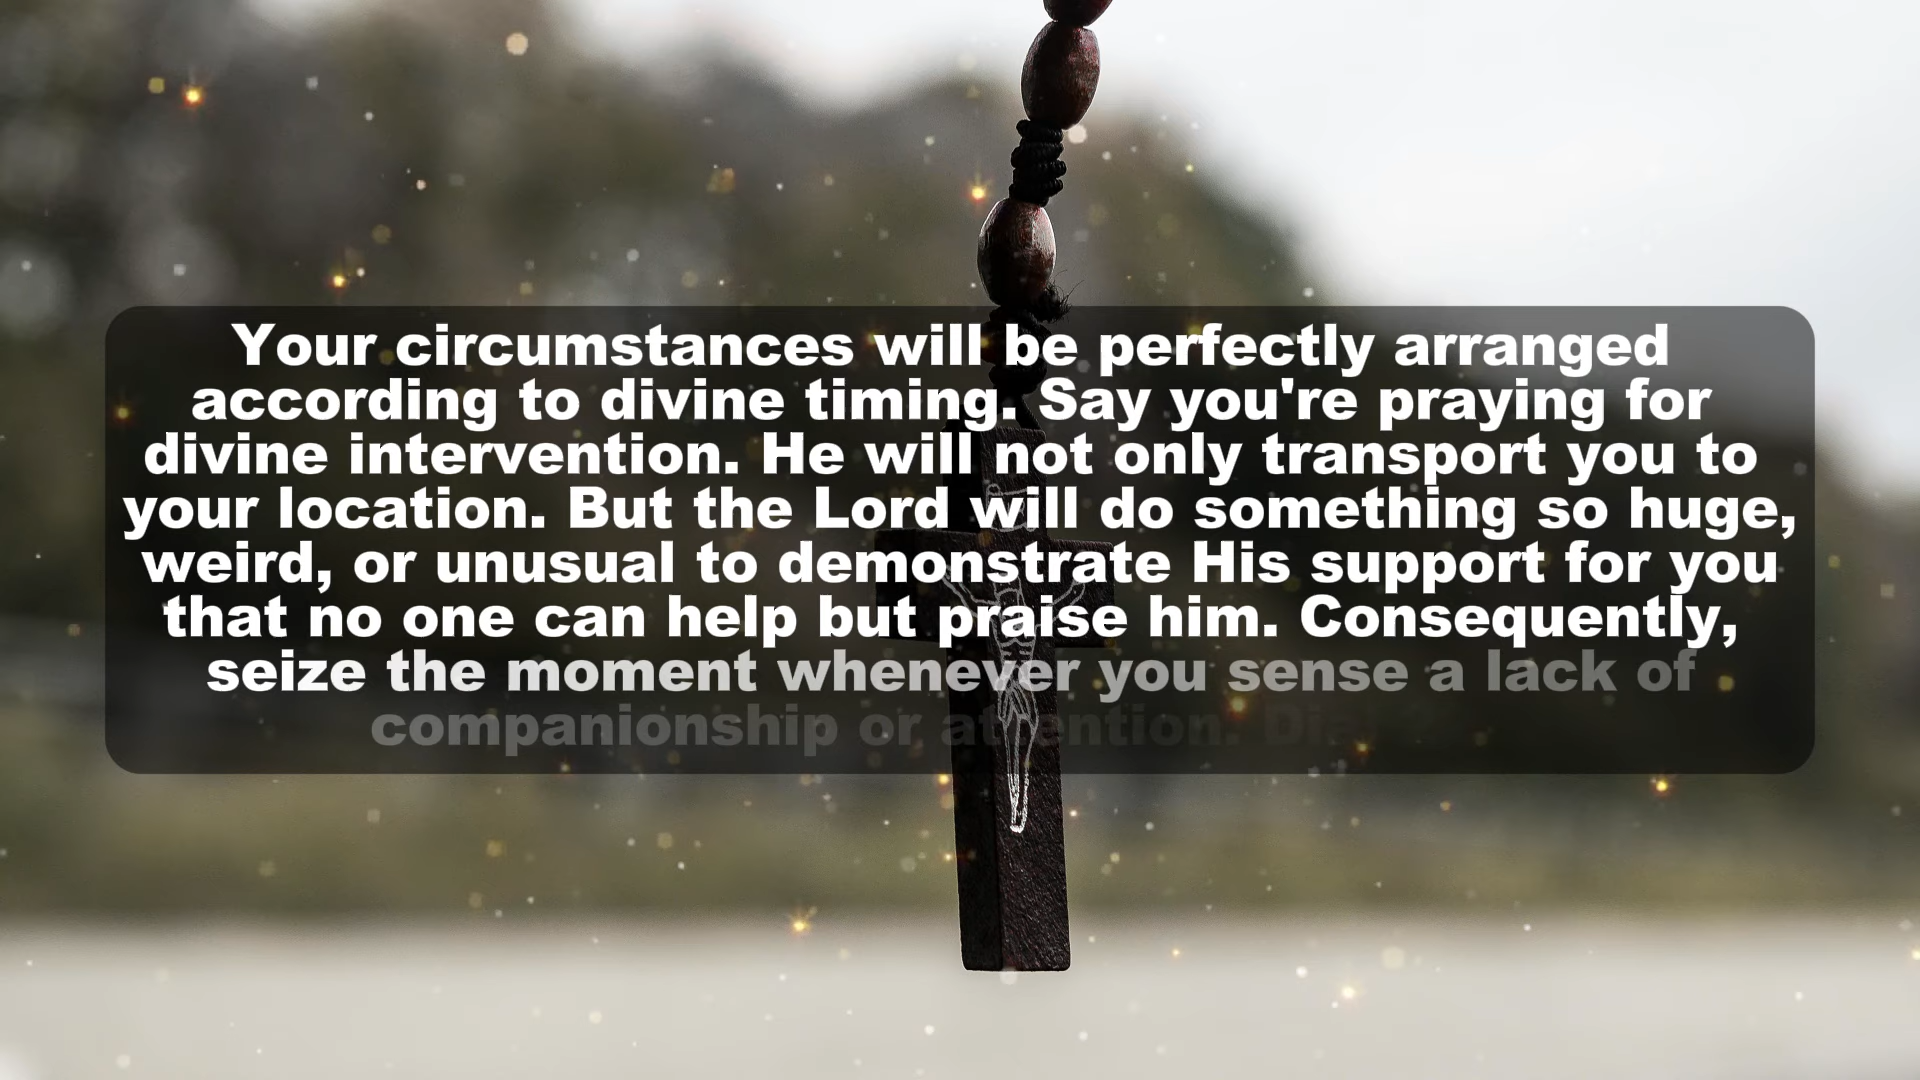 Your circumstances will be perfectly arranged
according to divine timing. Say you're praying for
divine intervention. He will not only transport you to
your location. But the Lord will do something so huge,
weird, or unusual to demonstrate His support for you
that no one can help but praise him. Consequently,
seize the moment whenever you sense a lack of
companionship or attention.